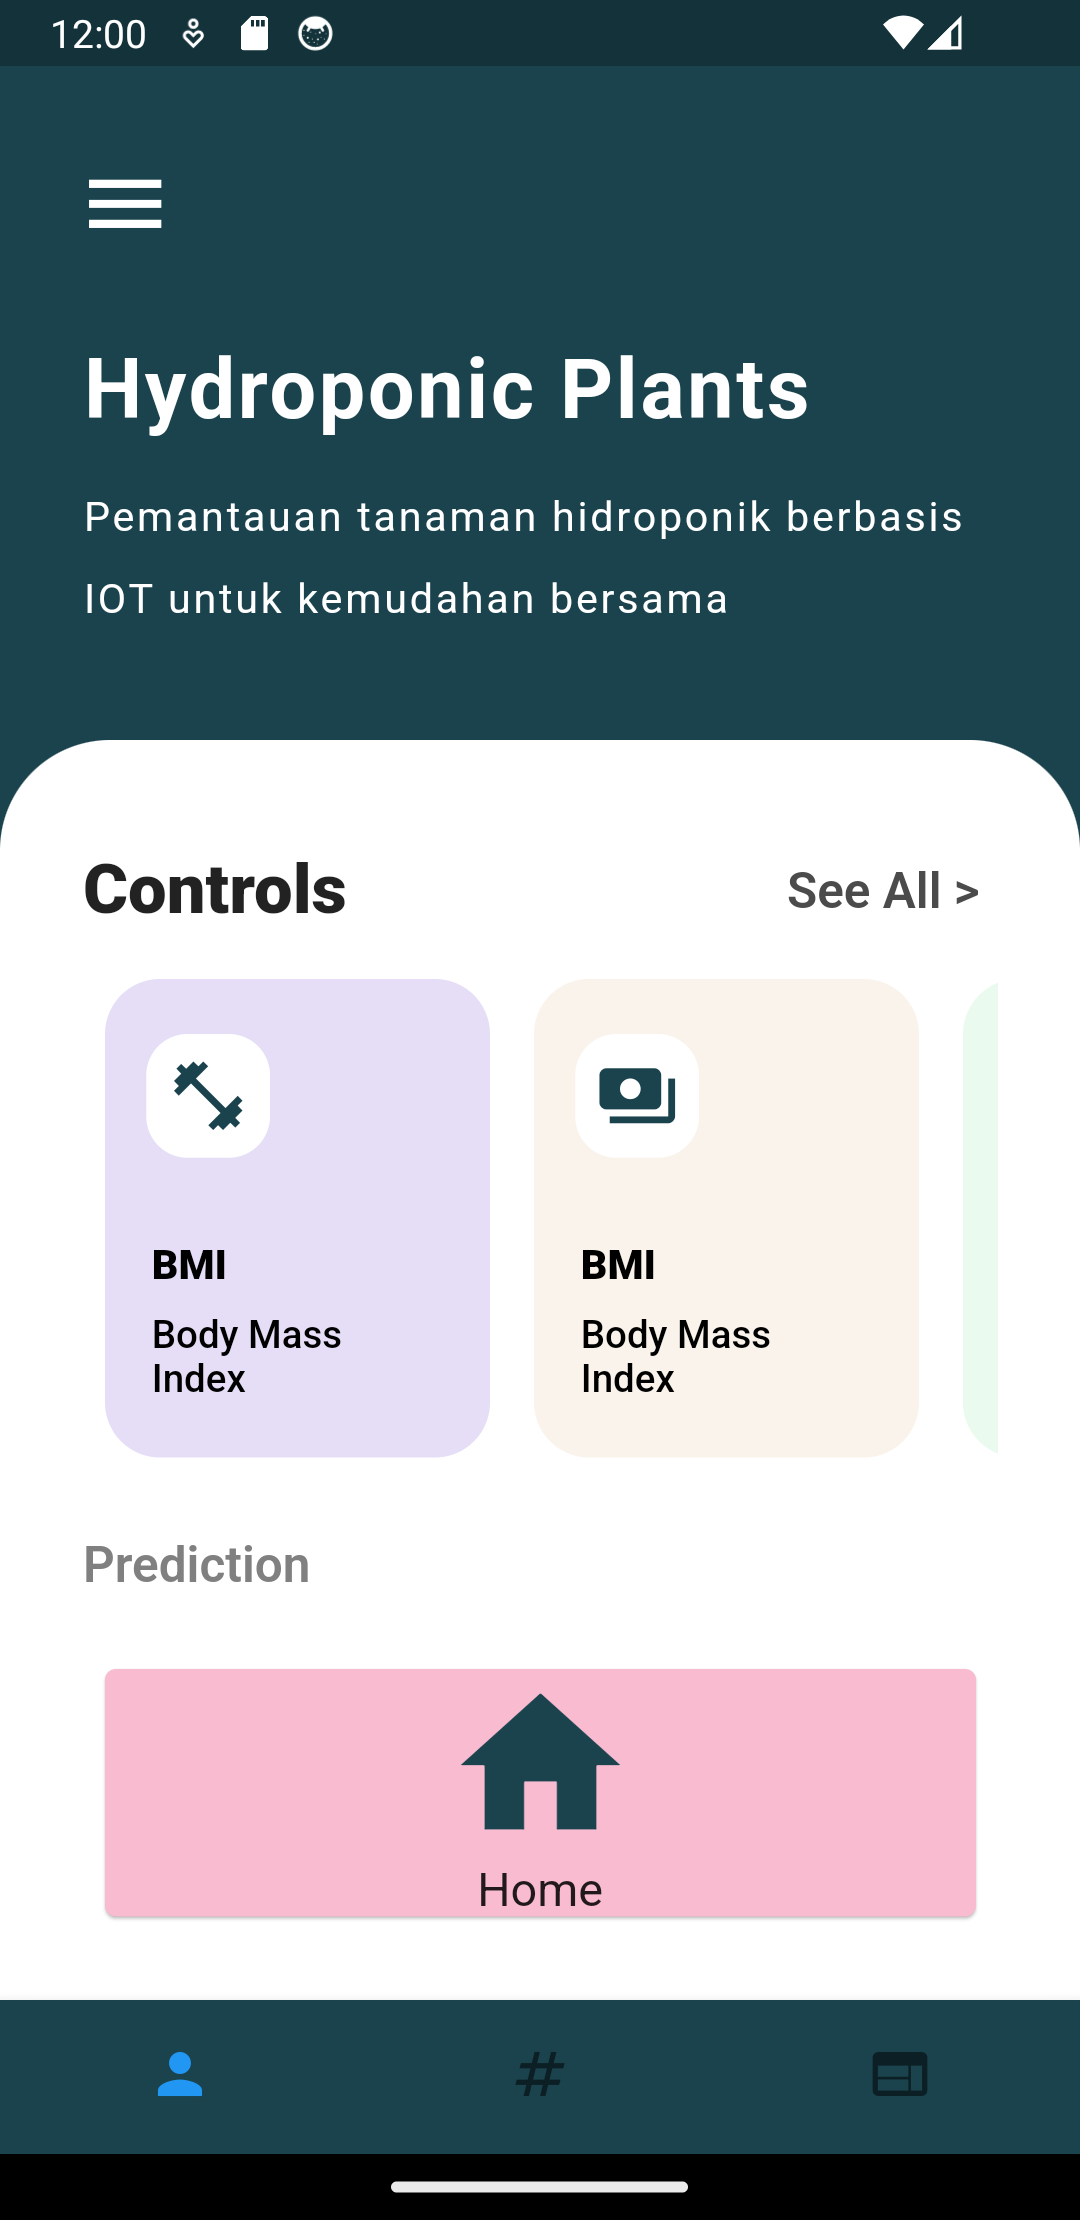 12:00
Hydroponic Plants
Pemantauan tanaman hidroponik berbasis
IOT untuk kemudahan bersama
Controls
See All >
BMI
Body Mass
Index
BMI
Body Mass
Index
Prediction
Home